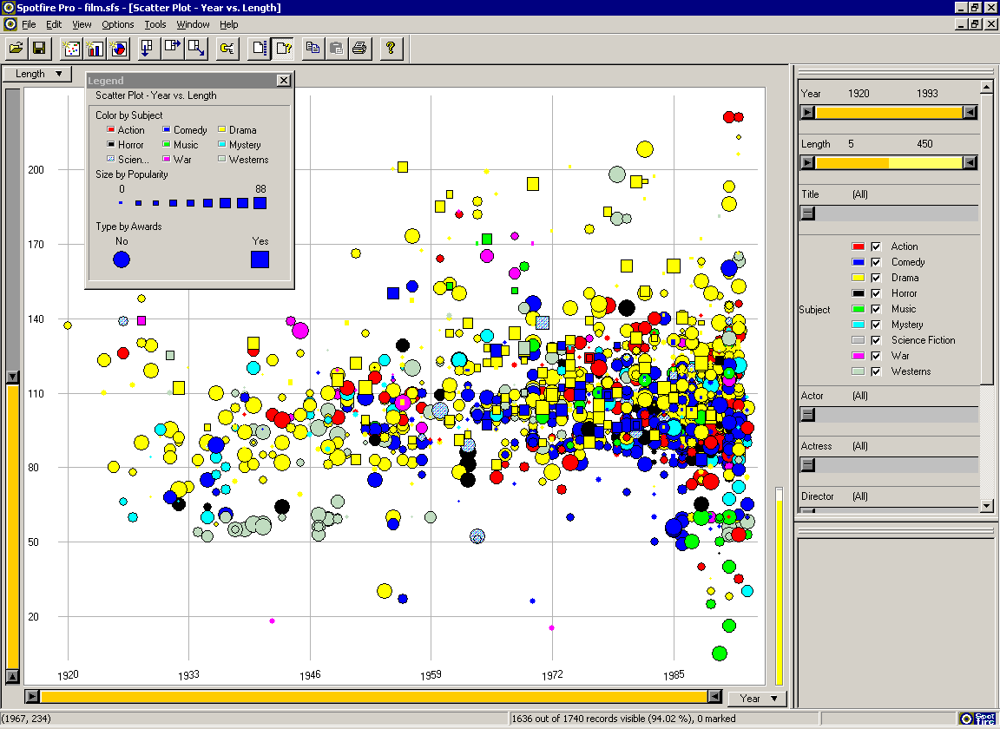 Spotfire Pro - film.sfs - [Scatter Plot - Year vs. Length]
File Edit View Options Tools Window Help
Length
Legend
Scatter Plot - Year vs. Length
Color by Subject
Action Comedy Drama
Horror Music Mystery
Scien... War Westerns
Size by Popularity
0 88
Type by Awards
No Yes
200
170
140
110
80
50
20
1920 1933 1946 1959 1972 1985
Year
Year 1920 1993
Length 5 450
Title (All)
Subject
Action
Comedy
Drama
Horror
Music
Mystery
Science Fiction
War
Westerns
Actor (All)
Actress (All)
Director (All)
(1967, 234)
1636 out of 1740 records visible (94.02 %), 0 marked
Spot
fire